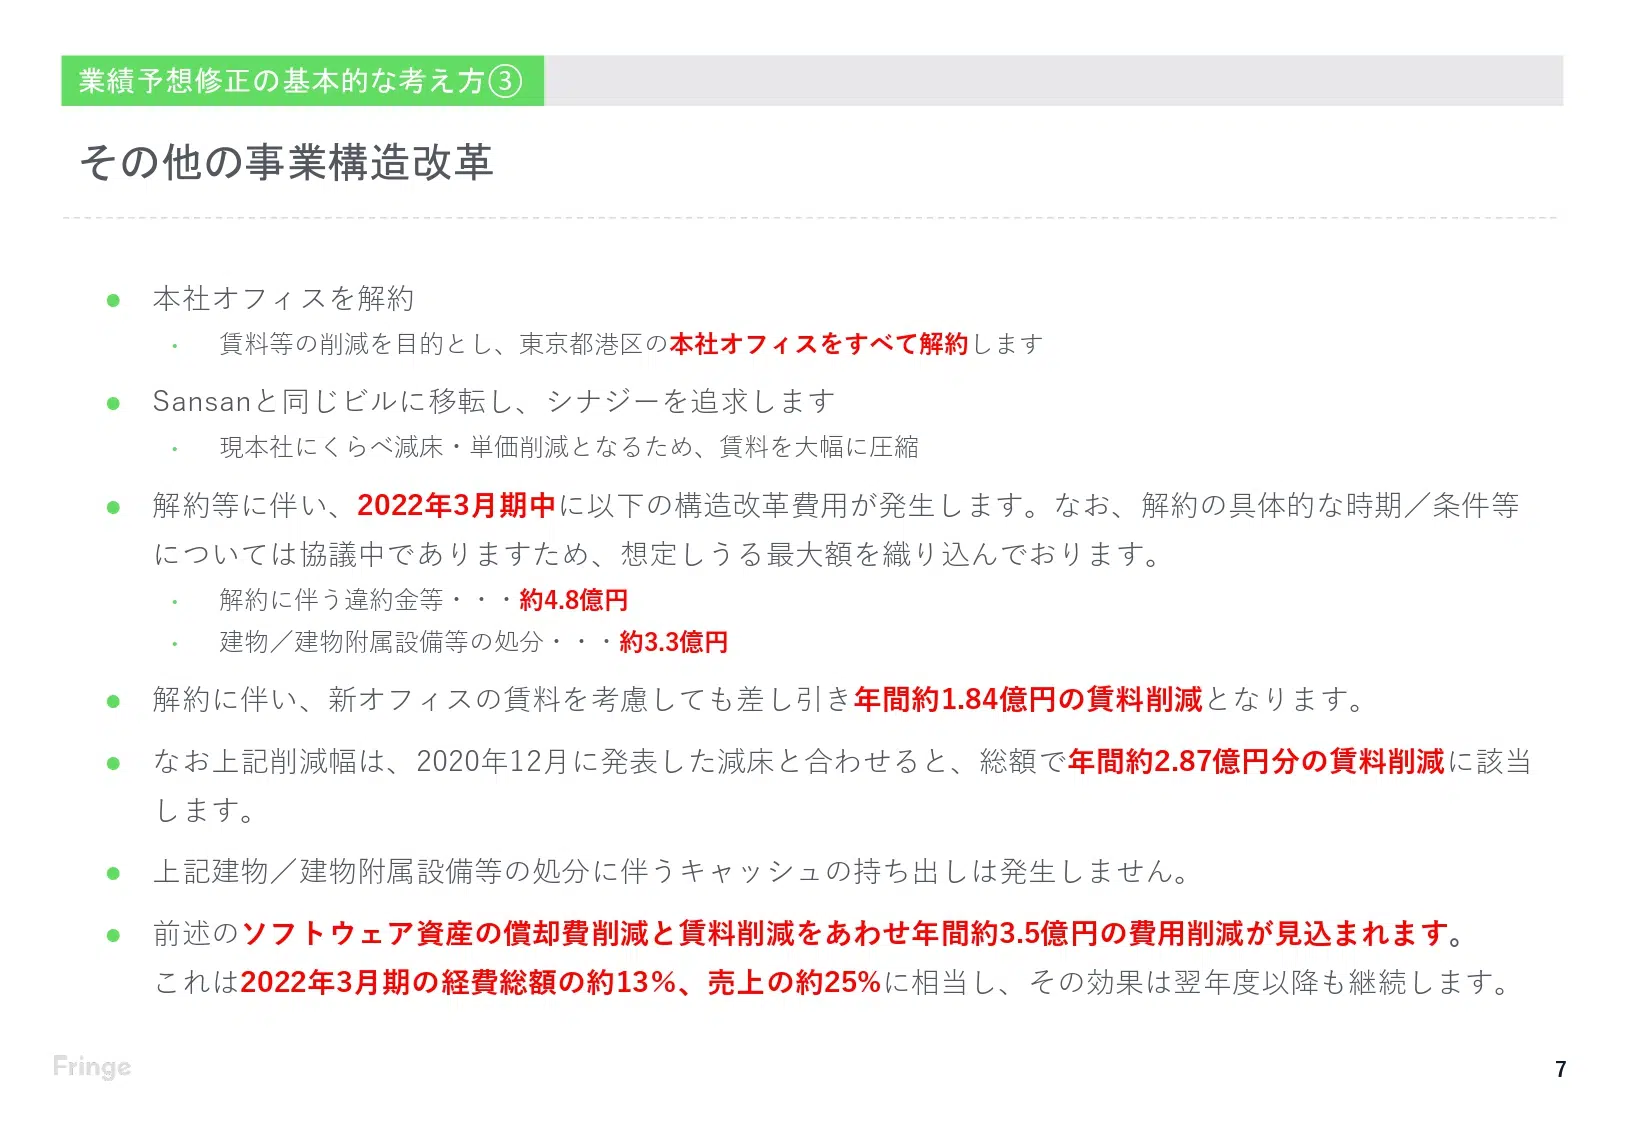 業績予想修正の基本的な考え方③
その他の事業構造改革
● 本社オフィスを解約
・ 賃料等の削減を目的とし、東京都港区の本社オフィスをすべて解約します
● Sansanと同じビルに移転し、シナジーを追求します
・ 現本社にくらべ減床・単価削減となるため、賃料を大幅に圧縮
● 解約等に伴い、2022年3月期中に以下の構造改革費用が発生します。なお、解約の具体的な時期／条件等
については協議中でありますため、想定しうる最大額を織り込んでおります。
・ 解約に伴う違約金等・・・約4.8億円
・ 建物／建物附属設備等の処分・・・約3.3億円
● 解約に伴い、新オフィスの賃料を考慮しても差し引き年間約1.84億円の賃料削減となります。
● なお上記削減幅は、2020年12月に発表した減床と合わせると、総額で年間約2.87億円分の賃料削減に該当
します。
● 上記建物／建物附属設備等の処分に伴うキャッシュの持ち出しは発生しません。
● 前述のソフトウェア資産の償却費削減と賃料削減をあわせ年間約3.5億円の費用削減が見込まれます。
これは2022年3月期の経費総額の約13%、売上の約25%に相当し、その効果は翌年度以降も継続します。
Fringe
7